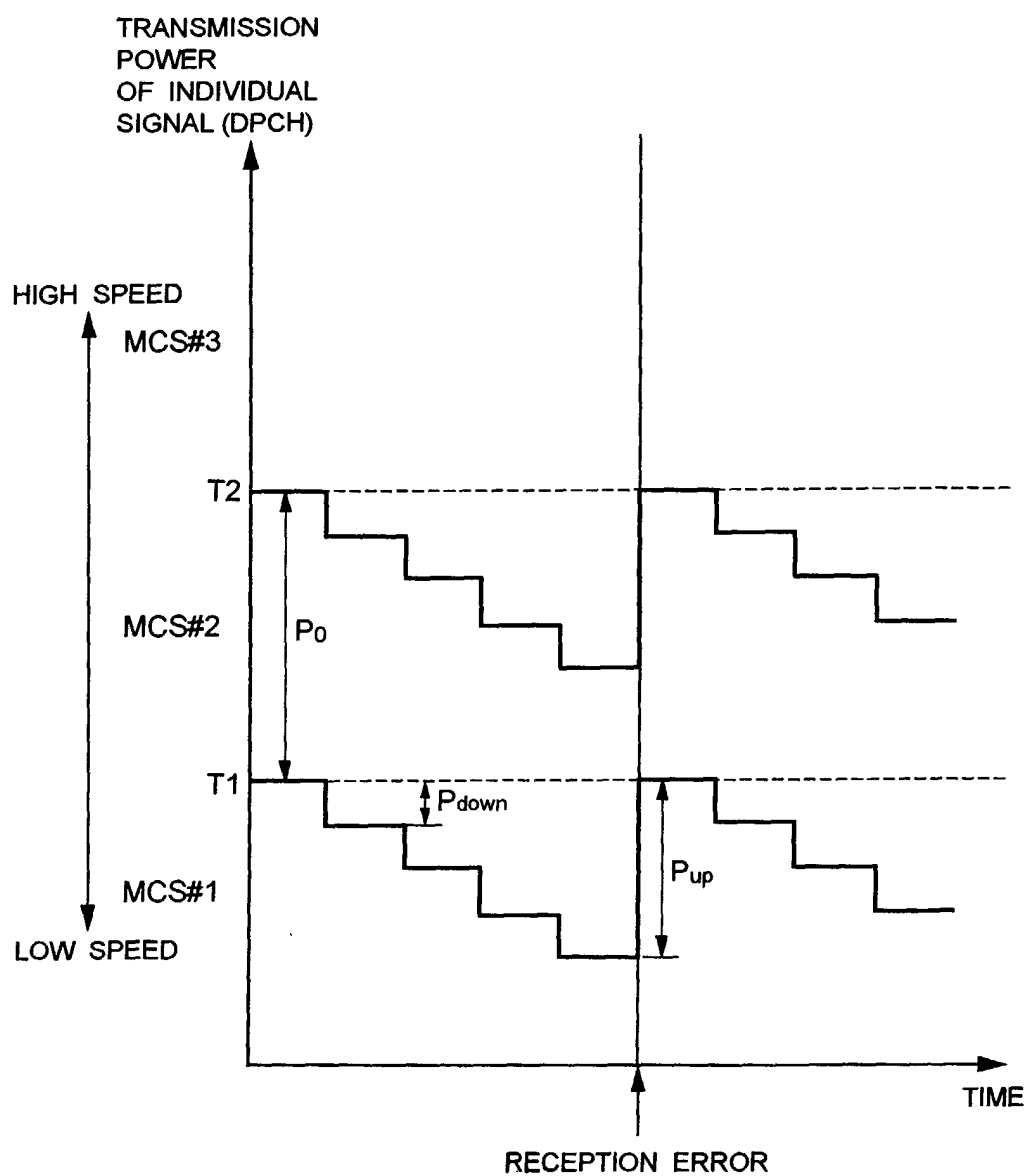 TRANSMISSION
POWER
OF INDIVIDUAL
SIGNAL (DPCH)
HIGH SPEED
MCS#3
T2
P0
MCS#2
T1
Pdown
Pup
MCS#1
LOW SPEED
TIME
RECEPTION ERROR